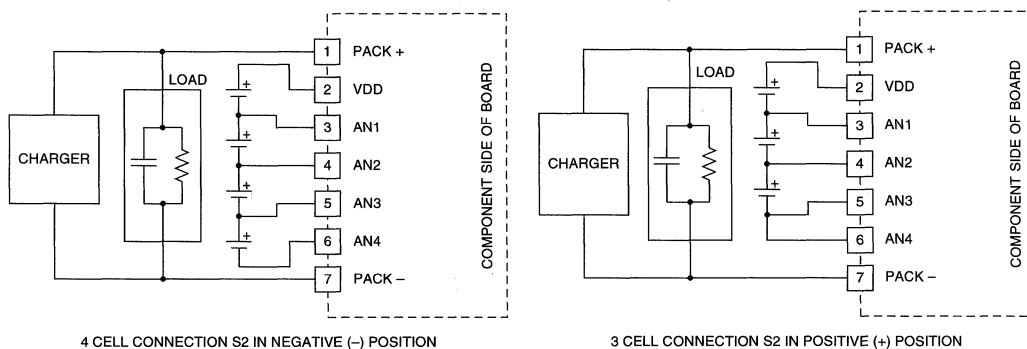 1 PACK +
LOAD
2 VDD
3 AN1
CHARGER
4 AN2
5 AN3
6 AN4
7 PACK –
COMPONENT SIDE OF BOARD
+
+
+
+
4 CELL CONNECTION S2 IN NEGATIVE (–) POSITION
1 PACK +
LOAD
2 VDD
3 AN1
CHARGER
4 AN2
5 AN3
6 AN4
7 PACK –
COMPONENT SIDE OF BOARD
+
+
+
3 CELL CONNECTION S2 IN POSITIVE (+) POSITION